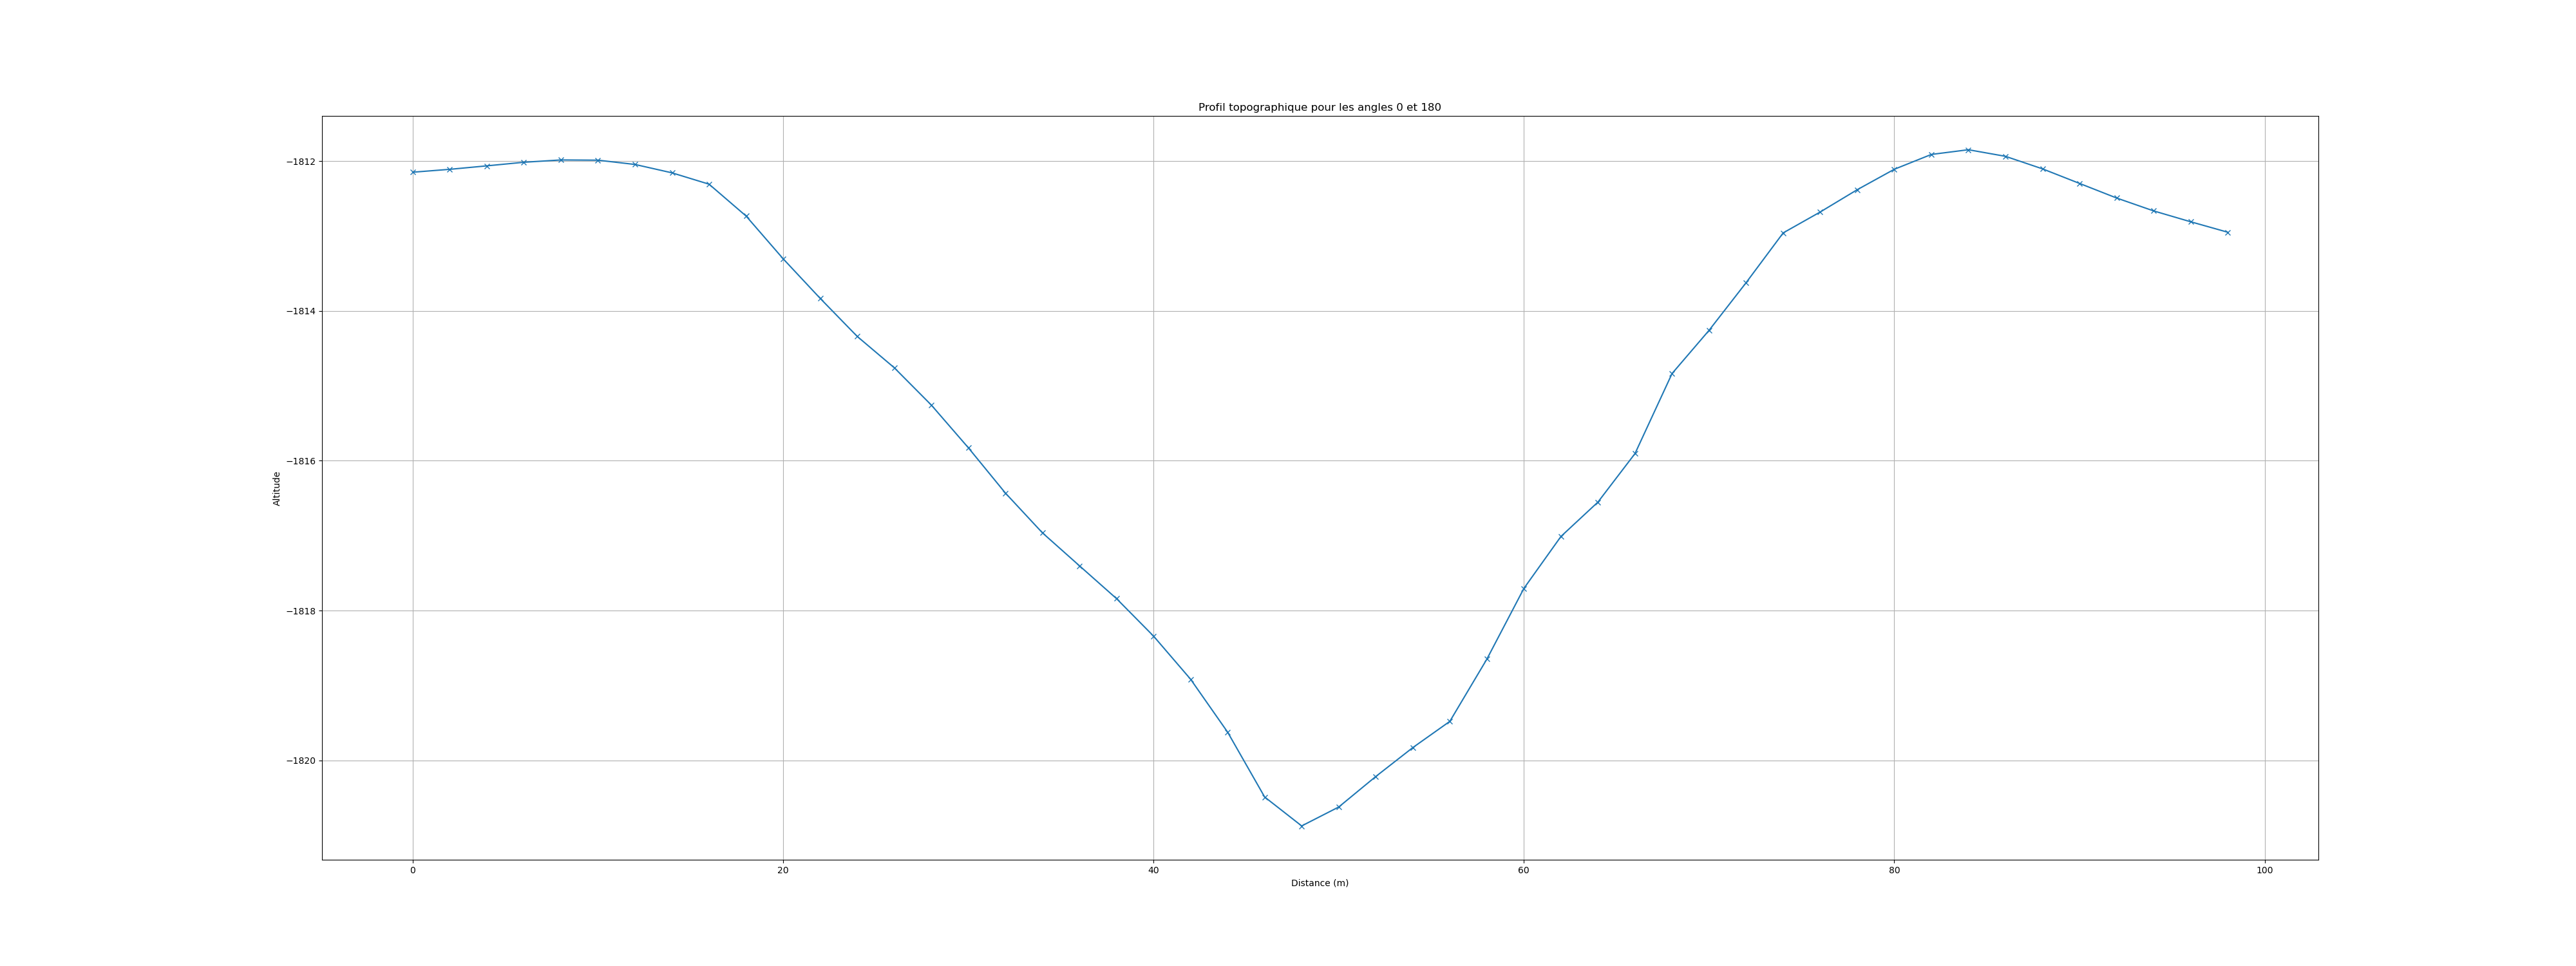 Profil topographique pour les angles 0 et 180
−1812
−1814
−1816
−1818
−1820
Altitude
0 20 40 60 80 100
Distance (m)